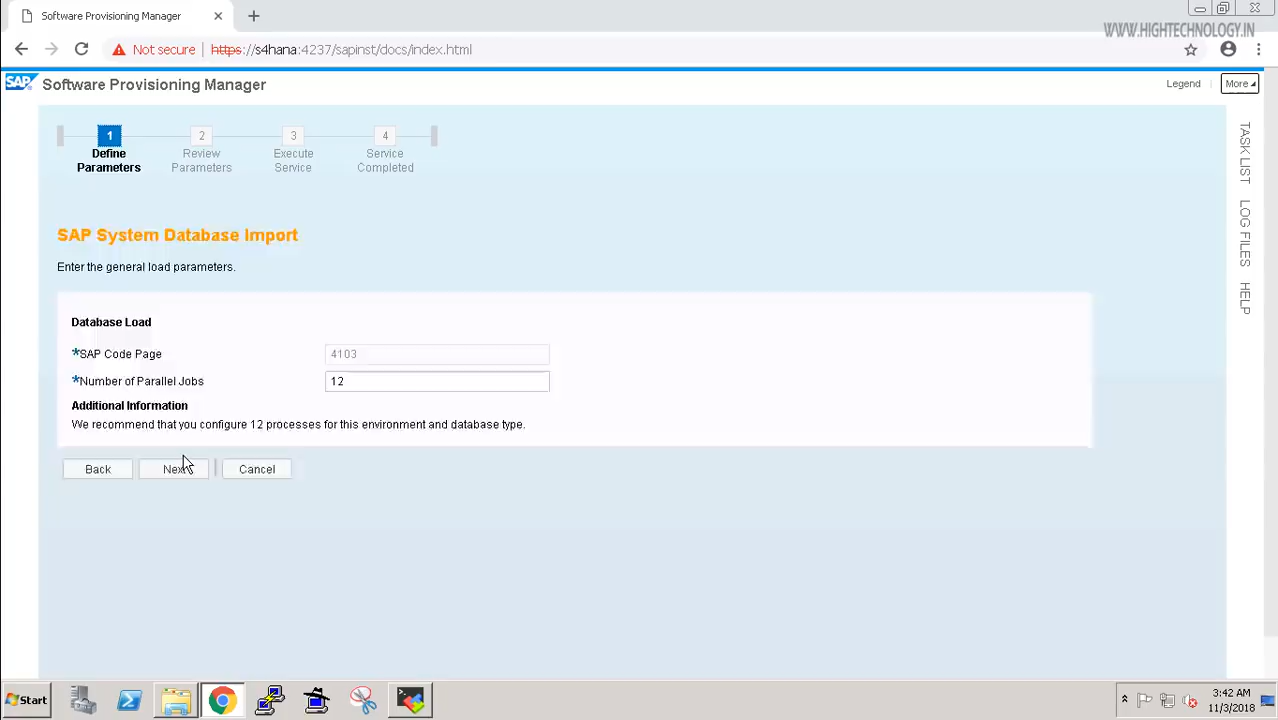 Software Provisioning Manager
WWW.HIGHTECHNOLOGY.IN
Not secure | https://s4hana:4237/sapinst/docs/index.html
SAP Software Provisioning Manager
Legend
More
1
2
3
4
Define Parameters
Review Parameters
Execute Service
Service Completed
TASK LIST
LOG FILES
HELP
SAP System Database Import
Enter the general load parameters.
Database Load
*SAP Code Page 4103
*Number of Parallel Jobs 12
Additional Information
We recommend that you configure 12 processes for this environment and database type.
Back Next Cancel
Start
3:42 AM
11/3/2018